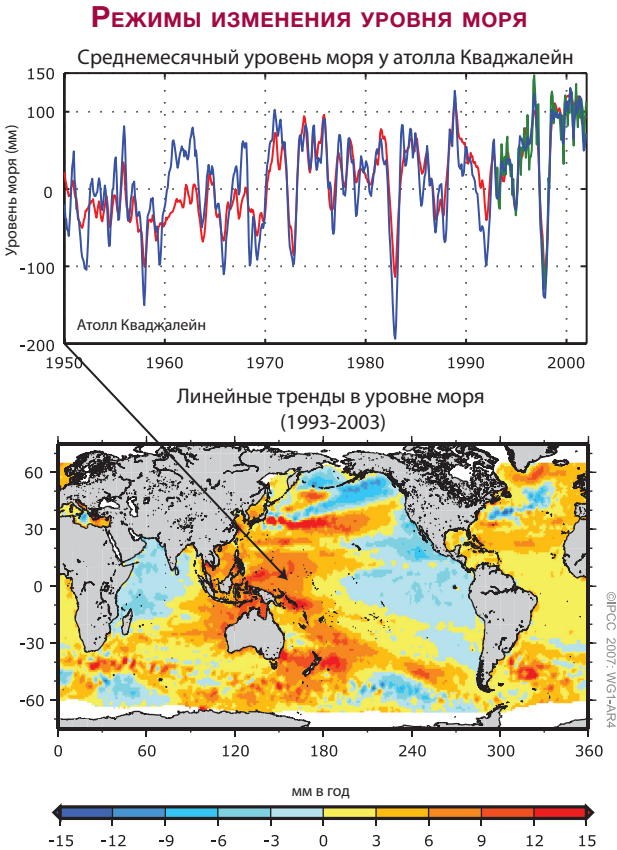 Режимы изменения уровня моря
Среднемесячный уровень моря у атолла Кваджалейн
Уровень моря (мм)
150
100
0
-100
-200
Атолл Кваджалейн
1950 1960 1970 1980 1990 2000
Линейные тренды в уровне моря
(1993-2003)
60
30
0
-30
-60
0 60 120 180 240 300 360
©IPCC 2007: WG1-AR4
мм в год
-15 -12 -9 -6 -3 0 3 6 9 12 15